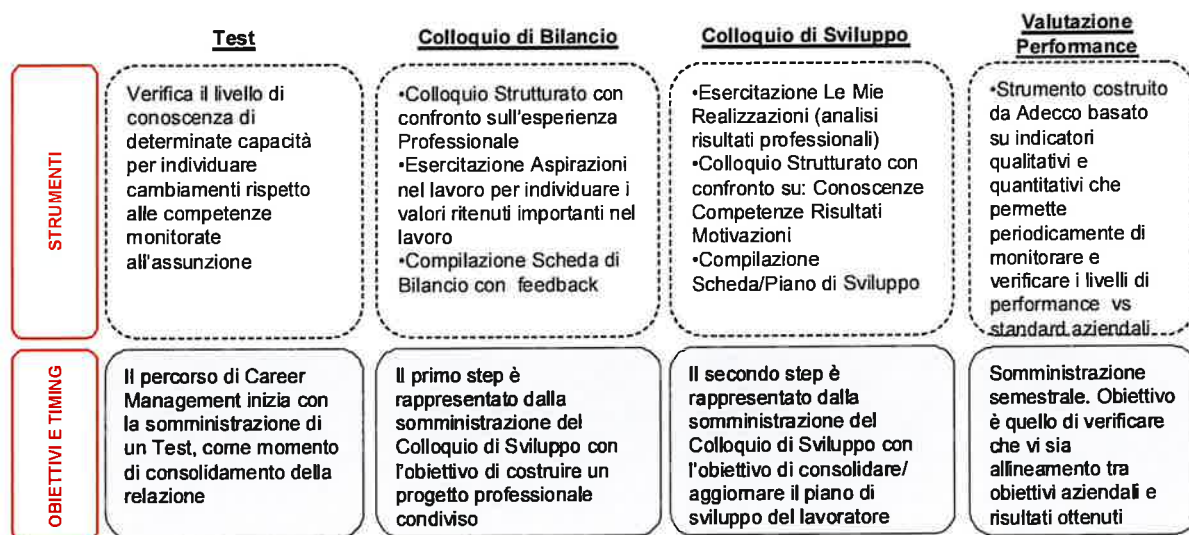 Test
Colloquio di Bilancio
Colloquio di Sviluppo
Valutazione
Performance
STRUMENTI
Verifica il livello di
conoscenza di
determinate capacità
per individuare
cambiamenti rispetto
alle competenze
monitorate
all'assunzione
•Colloquio Strutturato con
confronto sull'esperienza
Professionale
•Esercitazione Aspirazioni
nel lavoro per individuare i
valori ritenuti importanti nel
lavoro
•Compilazione Scheda di
Bilancio con feedback
•Esercitazione Le Mie
Realizzazioni (analisi
risultati professionali)
•Colloquio Strutturato con
confronto su: Conoscenze
Competenze Risultati
Motivazioni
•Compilazione
Scheda/Piano di Sviluppo
•Strumento costruito
da Adecco basato
su indicatori
qualitativi e
quantitativi che
permette
periodicamente di
monitorare e
verificare i livelli di
performance vs
standard aziendali
OBIETTIVI E TIMING
Il percorso di Career
Management inizia con
la somministrazione di
un Test, come momento
di consolidamento della
relazione
Il primo step è
rappresentato dalla
somministrazione del
Colloquio di Sviluppo con
l'obiettivo di costruire un
progetto professionale
condiviso
Il secondo step è
rappresentato dalla
somministrazione del
Colloquio di Sviluppo con
l'obiettivo di consolidare/
aggiornare il piano di
sviluppo del lavoratore
Somministrazione
semestrale. Obiettivo
è quello di verificare
che vi sia
allineamento tra
obiettivi aziendali e
risultati ottenuti